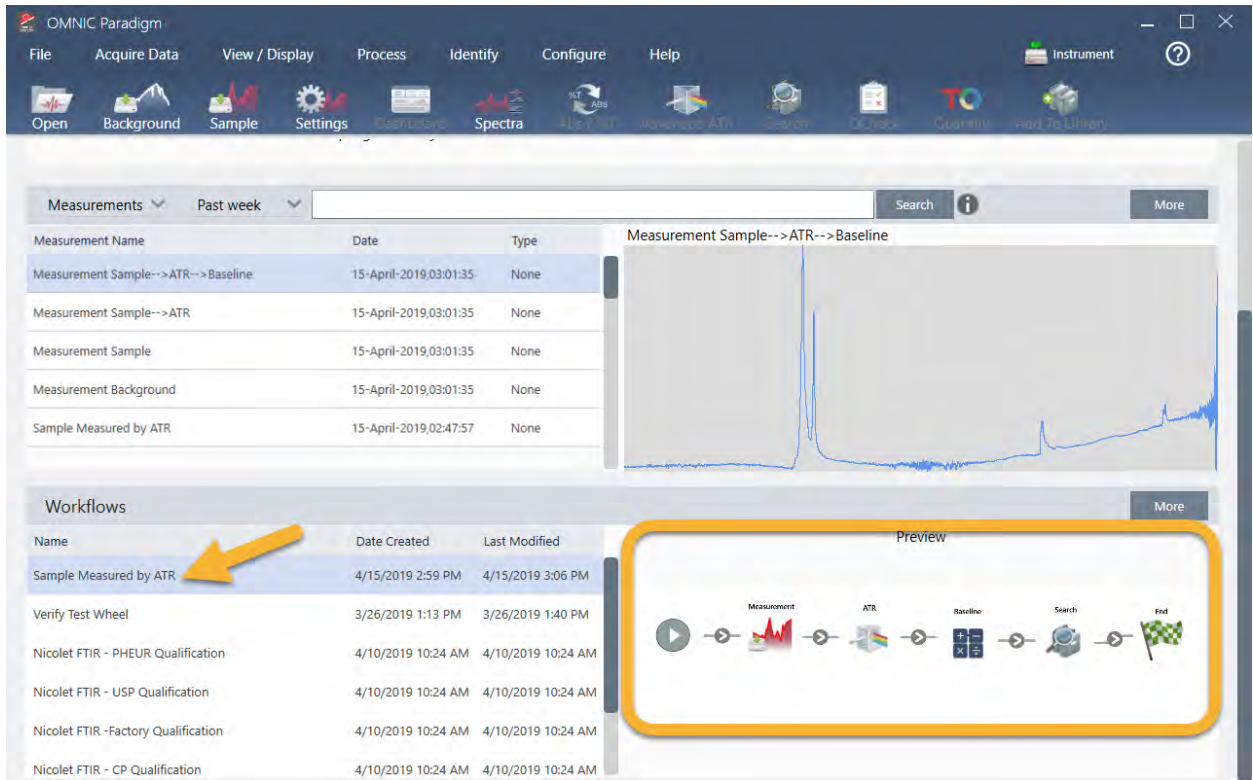 OMNIC Paradigm
File Acquire Data View / Display Process Identify Configure Help Instrument
Open Background Sample Settings Dashboard Spectra Search QCheck Quantify Add To Library
%T ABS
TQ
Measurements Past week Search More
Measurement Name Date Type
Measurement Sample-->ATR-->Baseline
Measurement Sample-->ATR-->Baseline 15-April-2019,03:01:35 None
Measurement Sample-->ATR 15-April-2019,03:01:35 None
Measurement Sample 15-April-2019,03:01:35 None
Measurement Background 15-April-2019,03:01:35 None
Sample Measured by ATR 15-April-2019,02:47:57 None
Workflows More
Name Date Created Last Modified
Preview
Sample Measured by ATR 4/15/2019 2:59 PM 4/15/2019 3:06 PM
Measurement ATR Baseline Search End
Verify Test Wheel 3/26/2019 1:13 PM 3/26/2019 1:40 PM
Nicolet FTIR - PHEUR Qualification 4/10/2019 10:24 AM 4/10/2019 10:24 AM
Nicolet FTIR - USP Qualification 4/10/2019 10:24 AM 4/10/2019 10:24 AM
Nicolet FTIR -Factory Qualification 4/10/2019 10:24 AM 4/10/2019 10:24 AM
Nicolet FTIR - CP Qualification 4/10/2019 10:24 AM 4/10/2019 10:24 AM